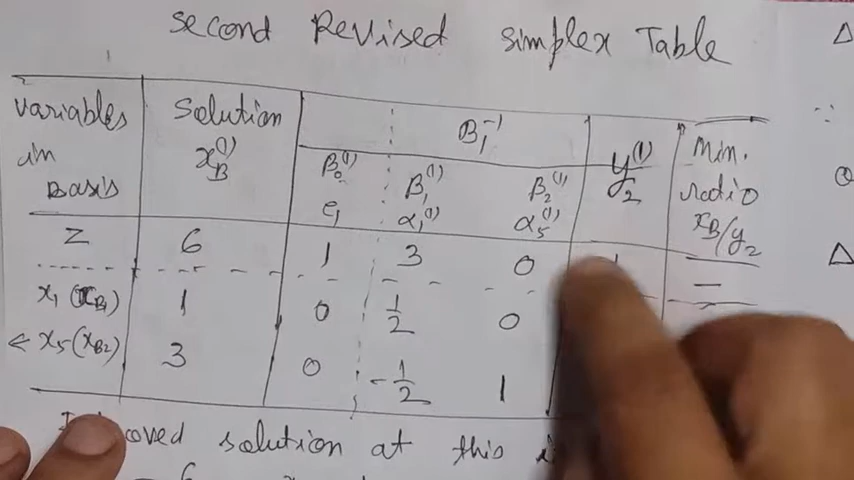 Second Revised Simplex Table
Variables in Basis | Solution x_B^(1) | B_1^-1 | y_2^(1) | Min. ratio x_B/y_2
β_0^(1) e_1 | β_1^(1) α_1^(1) | β_2^(1) α_5^(1)
Z | 6 | 1 | 3 | 0 | —
x_1 (x_B1) | 1 | 0 | 1/2 | 0
← x_5 (x_B2) | 3 | 0 | -1/2 | 1
solution at this
6